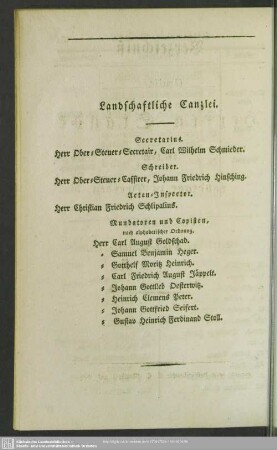 Landschaftliche Canzlei.
Secretarius.
Herr Ober=Steuer=Secretair, Carl Wilhelm Schmieder.
Schreiber.
Herr Ober=Steuer=Cassirer, Johann Friedrich Hinsching.
Acten=Inspector.
Herr Christian Friedrich Schlipalius.
Mundatoren und Copisten,
nach alphabetischer Ordnung.
Herr Carl August Goldschad.
= Samuel Benjamin Heger.
= Gotthelf Moritz Heinrich.
= Carl Friedrich August Jäppelt.
= Johann Gottlieb Oesterwitz.
= Heinrich Clemens Peter.
= Johann Gottfried Seifert.
= Gustav Heinrich Ferdinand Stoll.